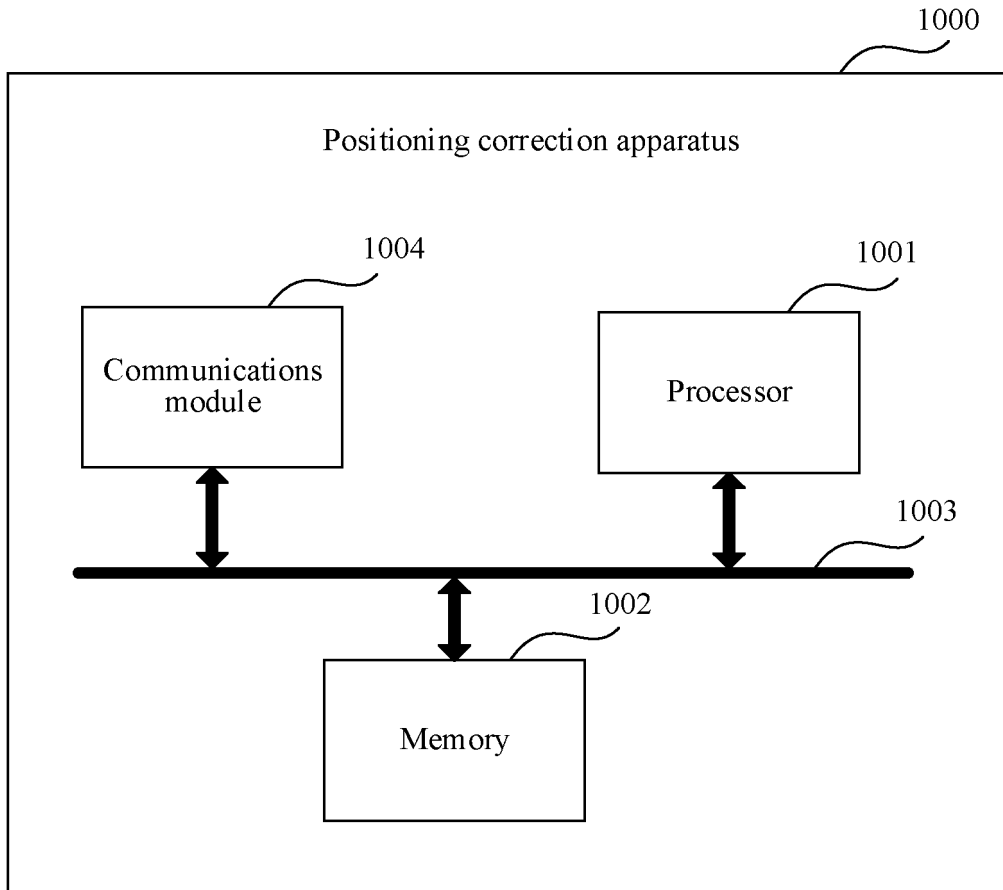 1000
Positioning correction apparatus
1004
1001
Communications
module
Processor
1003
1002
Memory